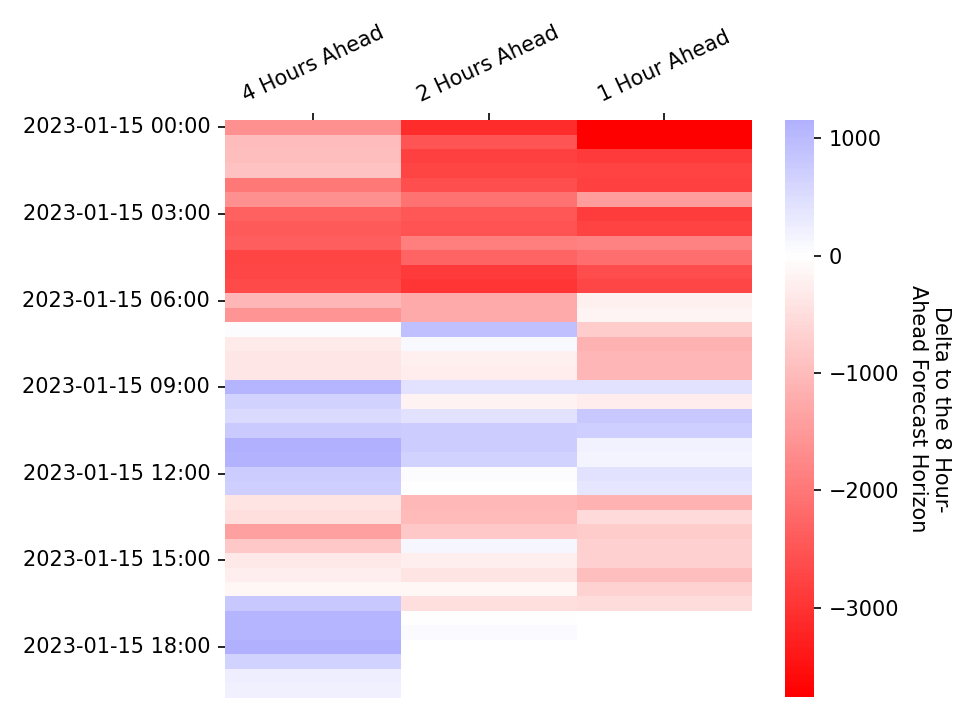 4 Hours Ahead
2 Hours Ahead
1 Hour Ahead
2023-01-15 00:00
2023-01-15 03:00
2023-01-15 06:00
2023-01-15 09:00
2023-01-15 12:00
2023-01-15 15:00
2023-01-15 18:00
1000
0
−1000
−2000
−3000
Delta to the 8 Hour-
Ahead Forecast Horizon